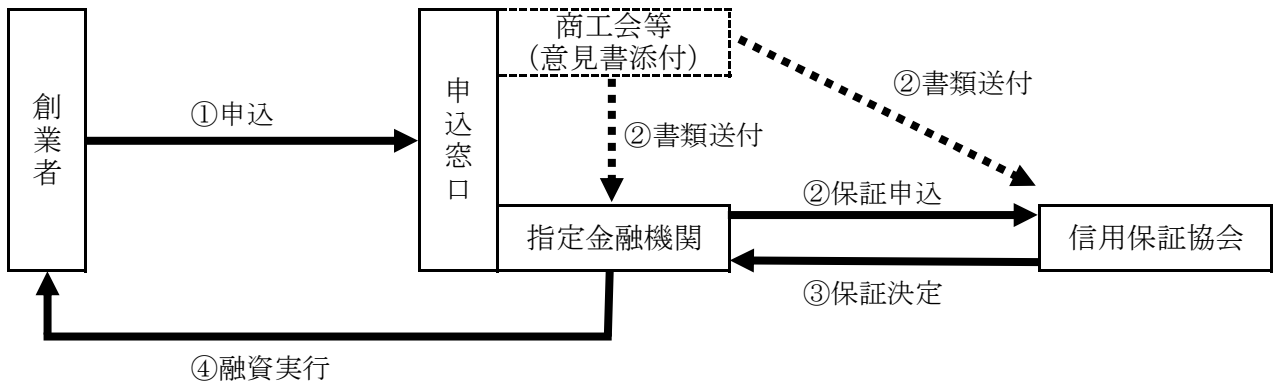 創業者
①申込
申込窓口
商工会等
（意見書添付）
②書類送付
②書類送付
指定金融機関
②保証申込
③保証決定
信用保証協会
④融資実行